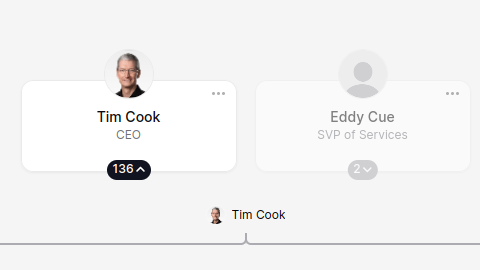 Tim Cook
CEO
136
Eddy Cue
SVP of Services
2
Tim Cook